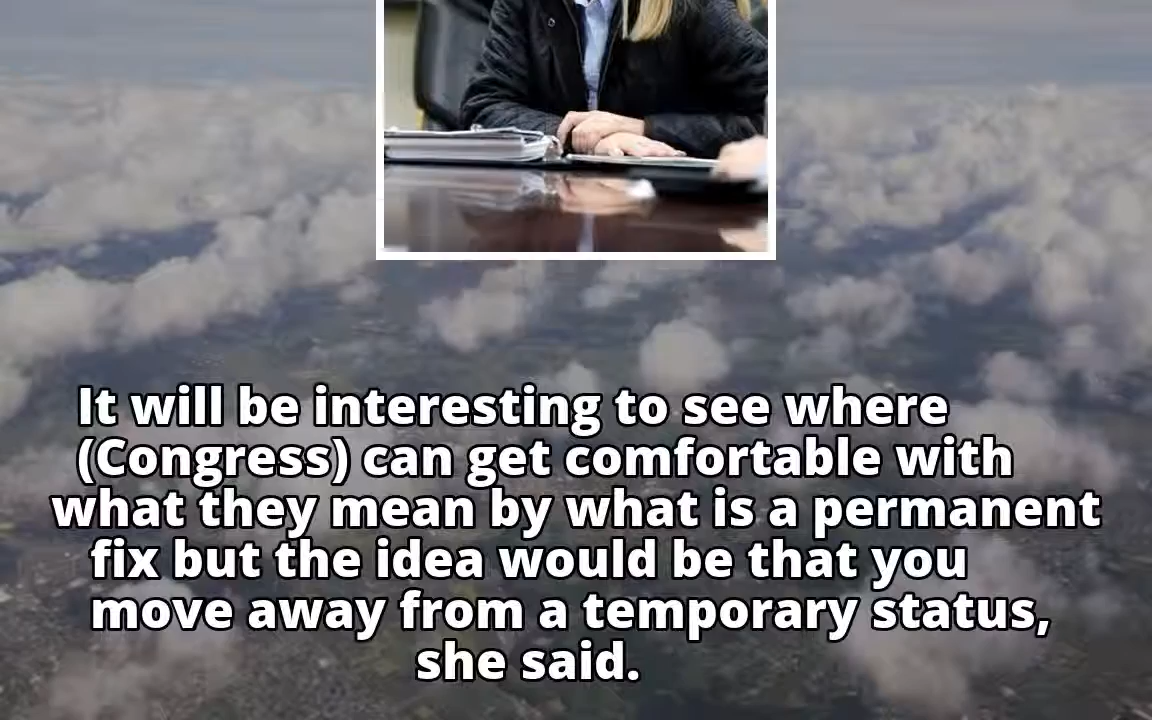 It will be interesting to see where
(Congress) can get comfortable with
what they mean by what is a permanent
fix but the idea would be that you
move away from a temporary status,
she said.